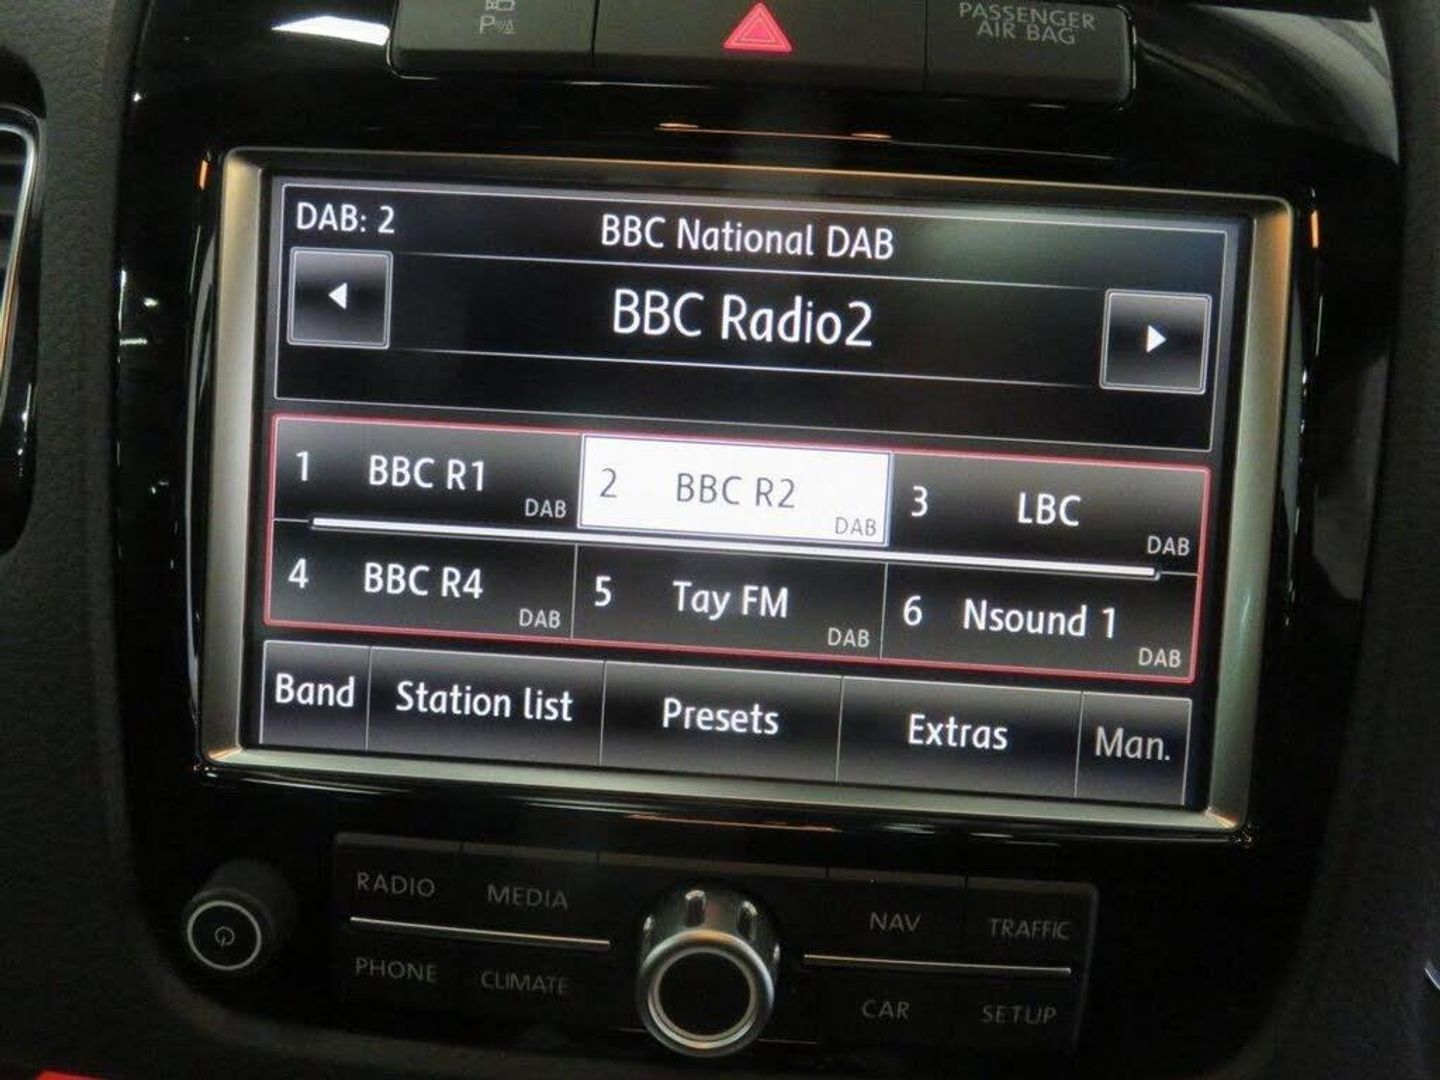 P
PASSENGER
AIR BAG
DAB: 2
BBC National DAB
BBC Radio2
1 BBC R1 DAB
2 BBC R2 DAB
3 LBC DAB
4 BBC R4 DAB
5 Tay FM DAB
6 Nsound 1 DAB
Band Station list Presets Extras Man.
RADIO MEDIA NAV TRAFFIC
PHONE CLIMATE CAR SETUP